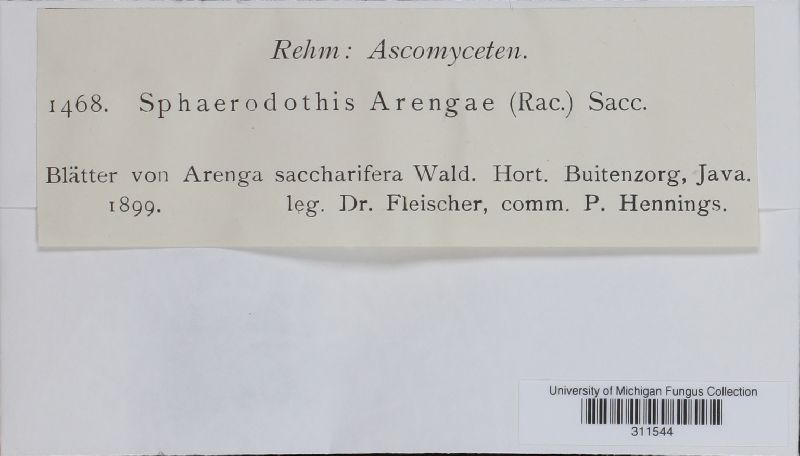 Rehm: Ascomyceten.
1468. Sphaerodothis Arengae (Rac.) Sacc.
Blätter von Arenga saccharifera Wald. Hort. Buitenzorg, Java.
1899. leg. Dr. Fleischer, comm. P. Hennings.
University of Michigan Fungus Collection
311544